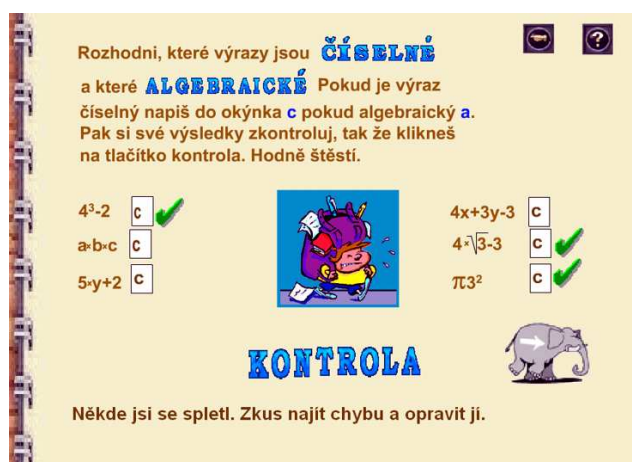 Rozhodni, které výrazy jsou ČÍSELNÉ
a které ALGEBRAICKÉ Pokud je výraz
číselný napiš do okýnka c pokud algebraický a.
Pak si své výsledky zkontroluj, tak že klikneš
na tlačítko kontrola. Hodně štěstí.
?
4³-2 c
a×b×c c
5×y+2 c
4x+3y-3 c
4×√3-3 c
π3² c
KONTROLA
Někde jsi se spletl. Zkus najít chybu a opravit jí.